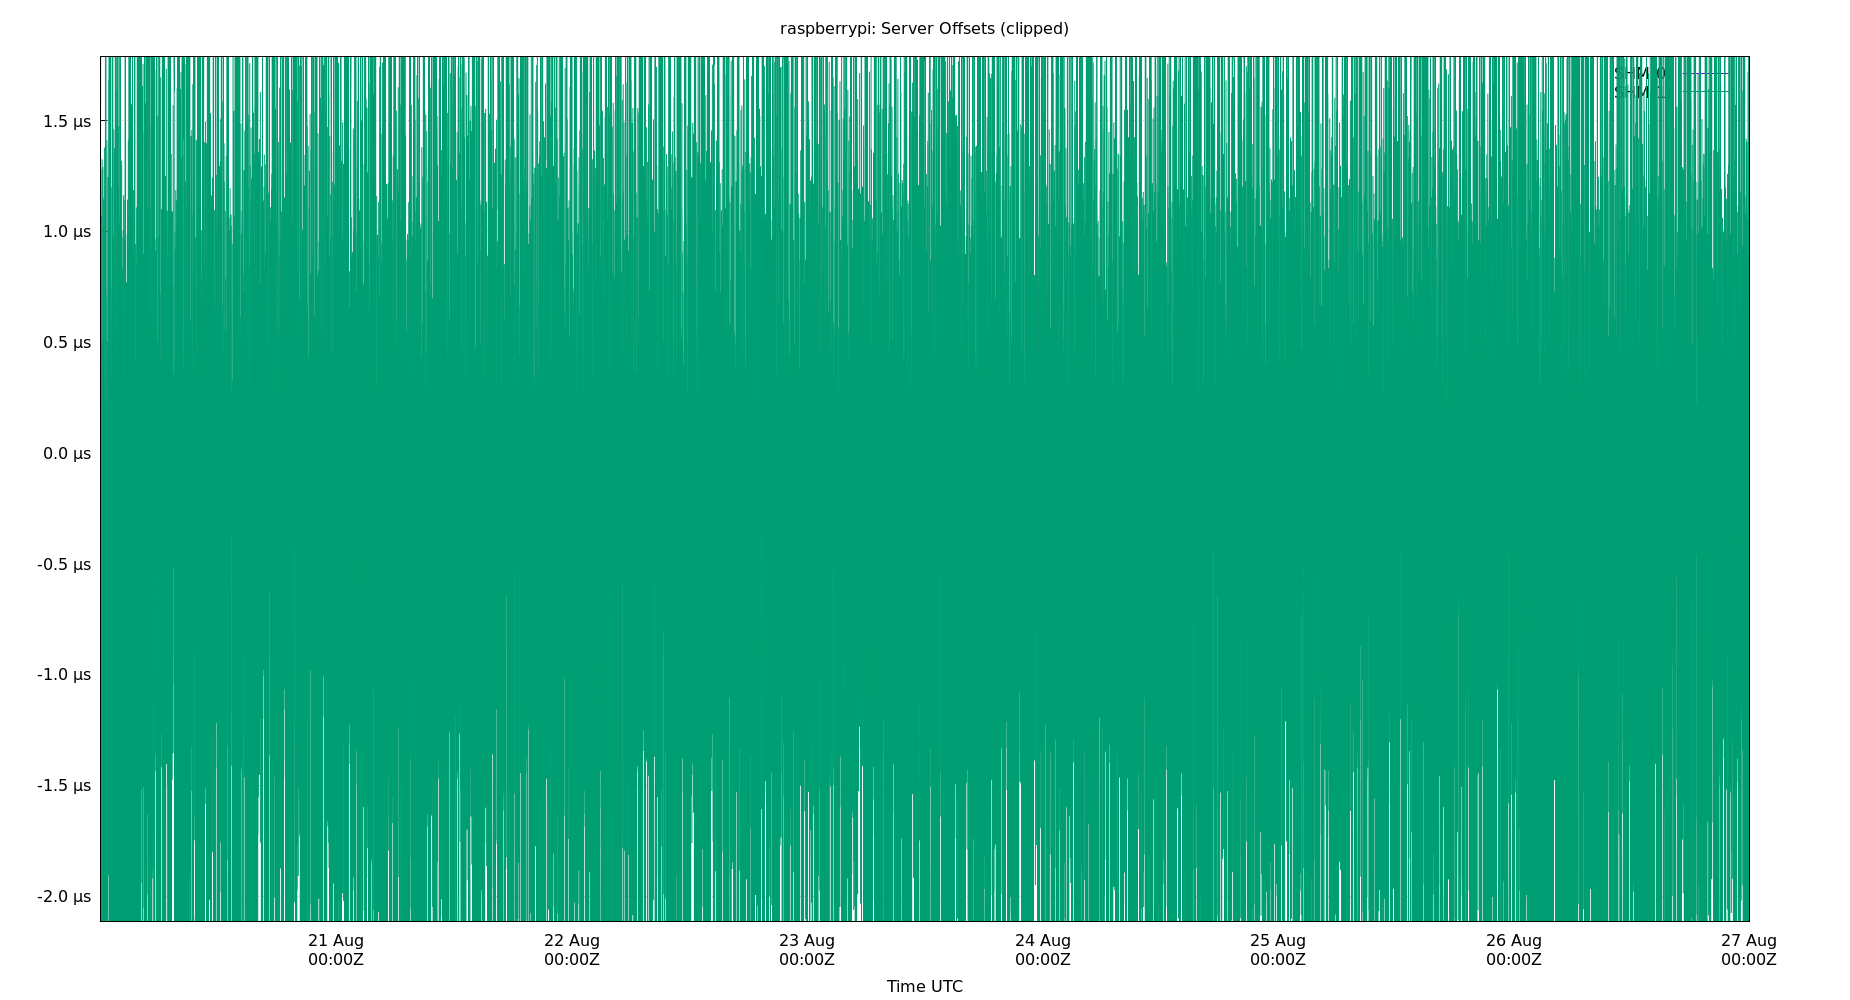 raspberrypi: Server Offsets (clipped)
1.5 µs
1.0 µs
0.5 µs
0.0 µs
-0.5 µs
-1.0 µs
-1.5 µs
-2.0 µs
21 Aug 22 Aug 23 Aug 24 Aug 25 Aug 26 Aug 27 Aug
00:00Z 00:00Z 00:00Z 00:00Z 00:00Z 00:00Z 00:00Z
Time UTC